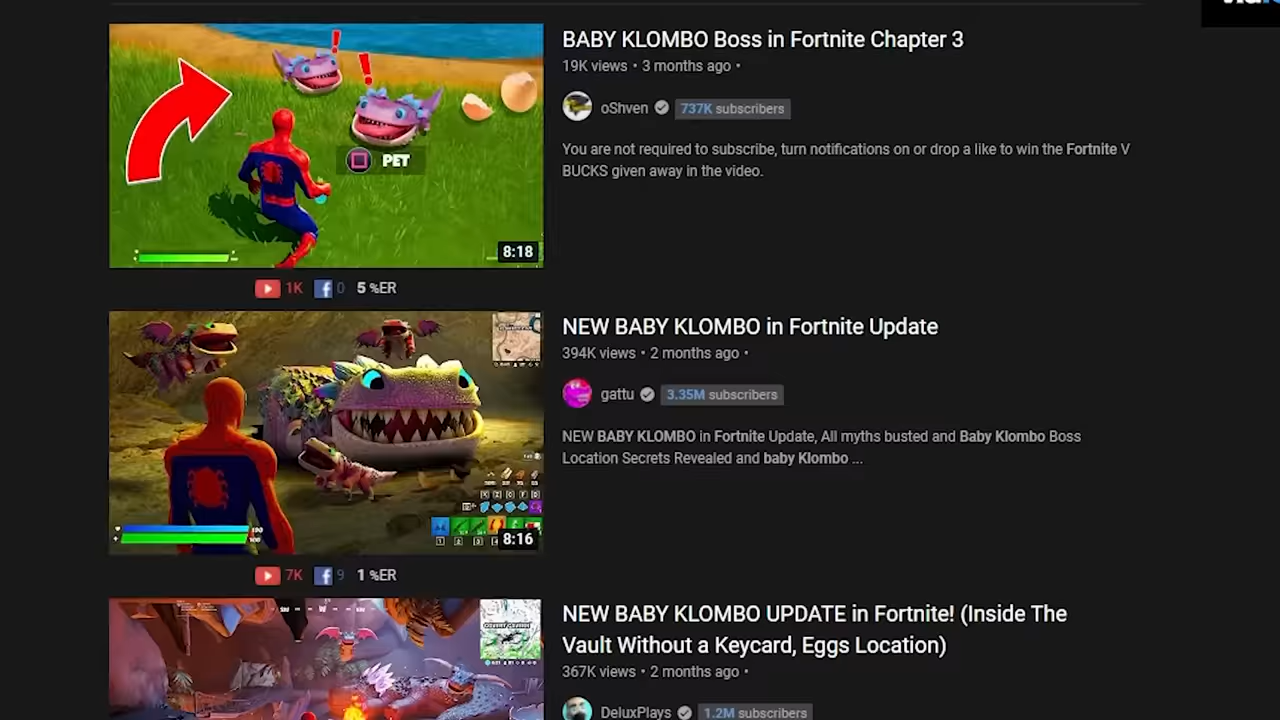 BABY KLOMBO Boss in Fortnite Chapter 3
19K views • 3 months ago •
! !
PET
oShven 737K subscribers
You are not required to subscribe, turn notifications on or drop a like to win the Fortnite V
BUCKS given away in the video.
8:18
1K f 0 5 %ER
NEW BABY KLOMBO in Fortnite Update
394K views • 2 months ago •
gattu 3.35M subscribers
NEW BABY KLOMBO in Fortnite Update, All myths busted and Baby Klombo Boss
Location Secrets Revealed and baby Klombo ...
8:16
7K f 9 1 %ER
NEW BABY KLOMBO UPDATE in Fortnite! (Inside The
Vault Without a Keycard, Eggs Location)
367K views • 2 months ago •
DeluxPlays 1.2M subscribers